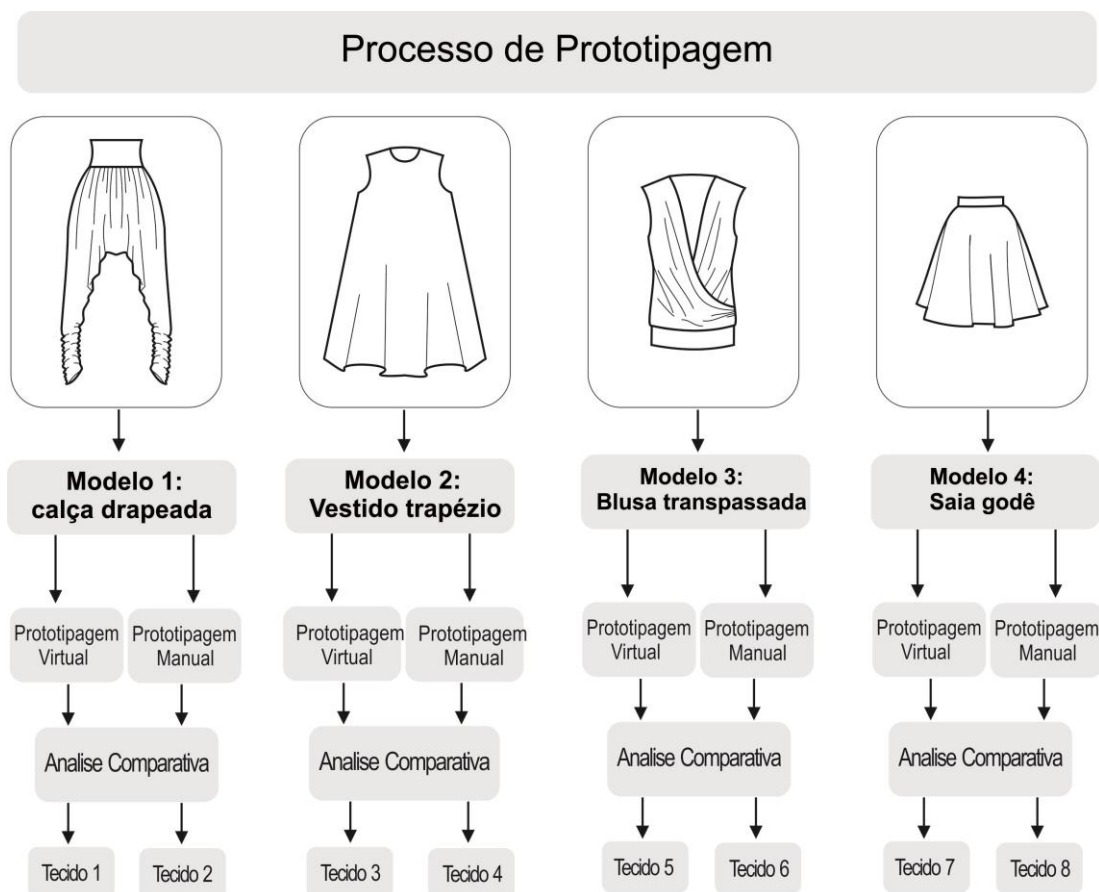 Processo de Prototipagem
Modelo 1:
calça drapeada
Modelo 2:
Vestido trapézio
Modelo 3:
Blusa transpassada
Modelo 4:
Saia godê
Prototipagem
Virtual
Prototipagem
Manual
Prototipagem
Virtual
Prototipagem
Manual
Prototipagem
Virtual
Prototipagem
Manual
Prototipagem
Virtual
Prototipagem
Manual
Analise Comparativa
Analise Comparativa
Analise Comparativa
Analise Comparativa
Tecido 1
Tecido 2
Tecido 3
Tecido 4
Tecido 5
Tecido 6
Tecido 7
Tecido 8